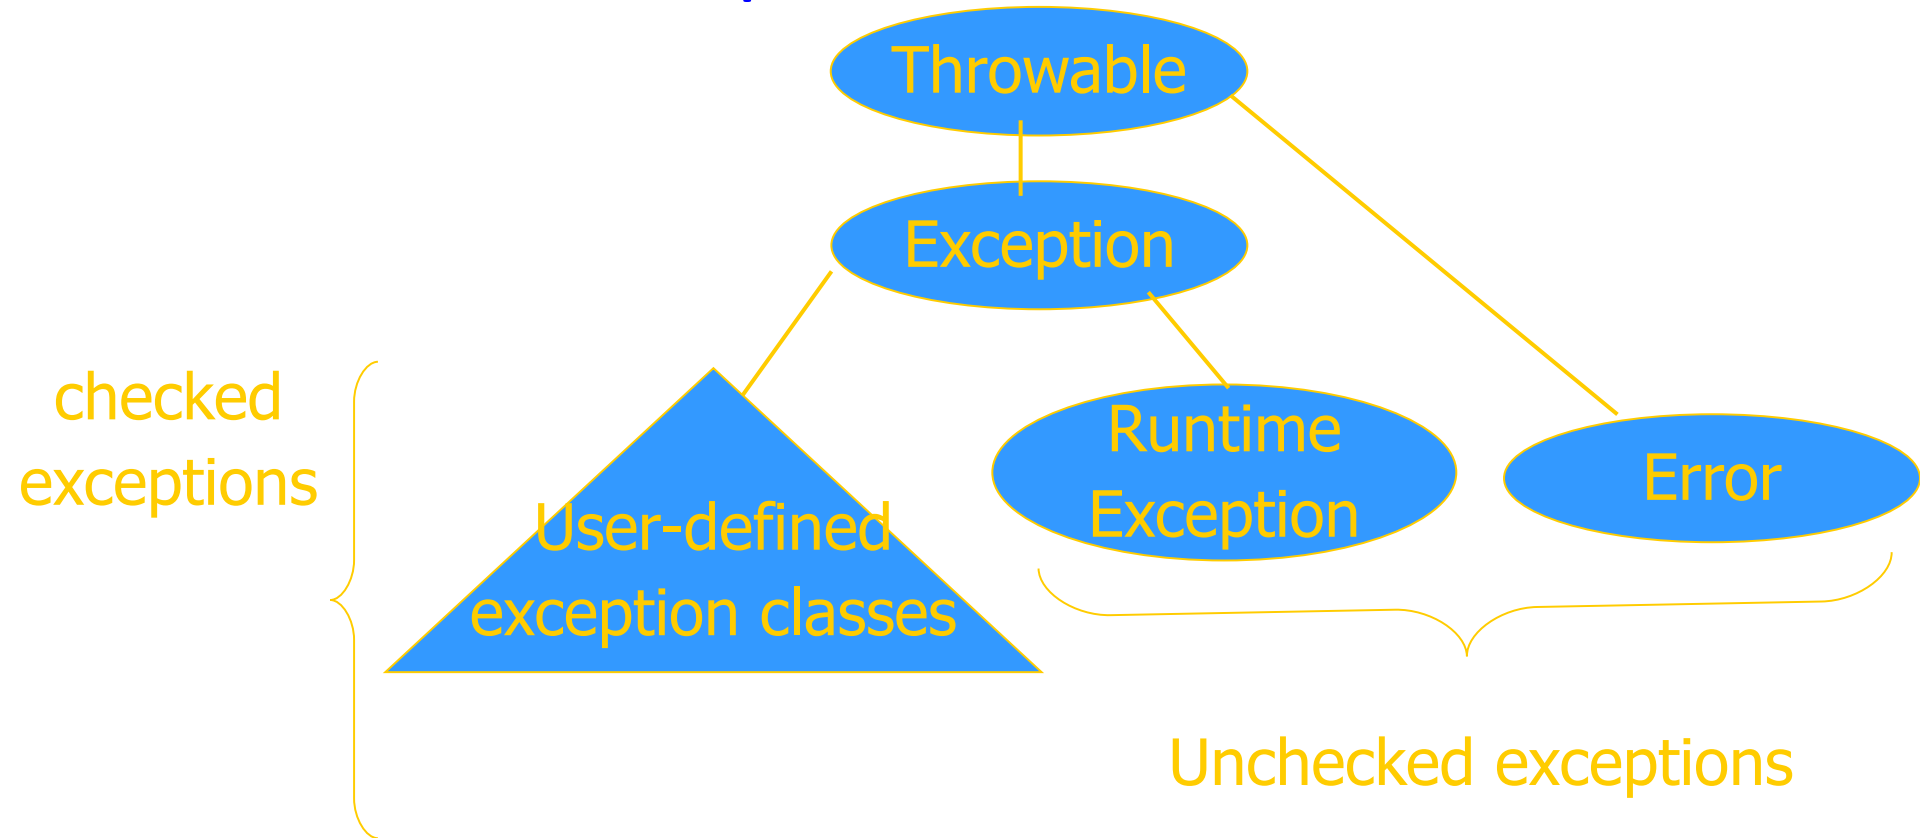 Throwable
Exception
checked
exceptions
User-defined
exception classes
Runtime
Exception
Error
Unchecked exceptions